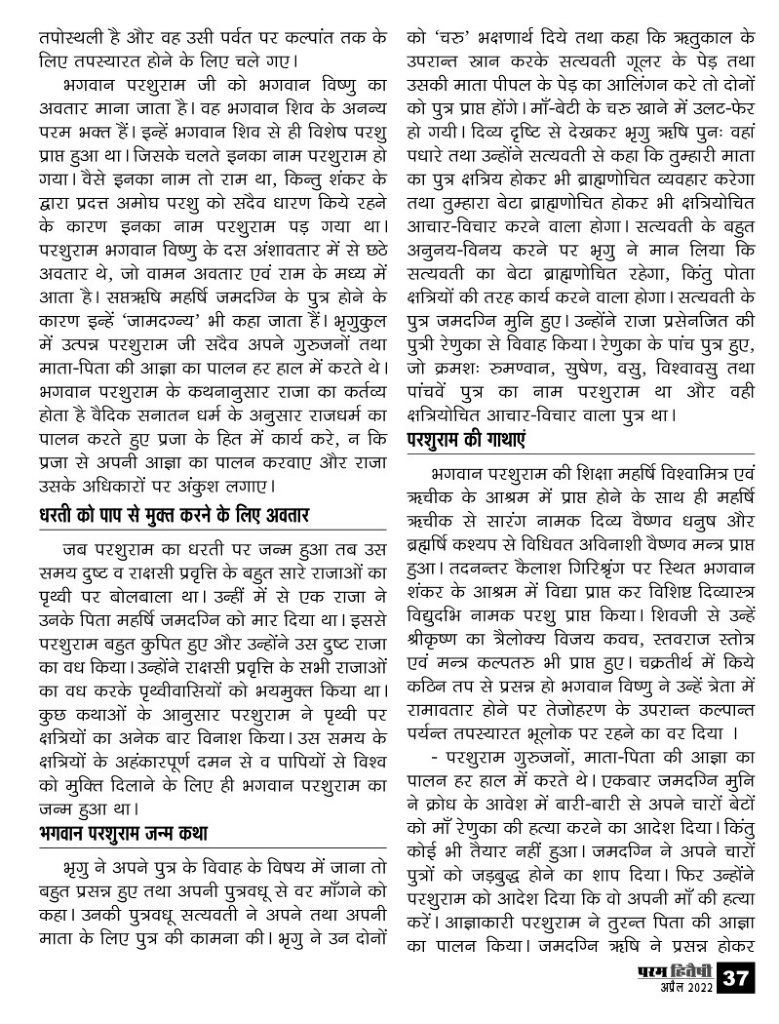 तपोस्थली है और वह उसी पर्वत पर कल्पांत तक के
लिए तपस्यारत होने के लिए चले गए।
भगवान परशुराम जी को भगवान विष्णु का
अवतार माना जाता है। वह भगवान शिव के अनन्य
परम भक्त हैं। इन्हें भगवान शिव से ही विशेष परशु
प्राप्त हुआ था। जिसके चलते इनका नाम परशुराम हो
गया। वैसे इनका नाम तो राम था, किन्तु शंकर के
द्वारा प्रदत्त अमोघ परशु को सदैव धारण किये रहने
के कारण इनका नाम परशुराम पड़ गया था।
परशुराम भगवान विष्णु के दस अंशावतार में से छठे
अवतार थे, जो वामन अवतार एवं राम के मध्य में
आता है। सप्तऋषि महर्षि जमदग्नि के पुत्र होने के
कारण इन्हें ‘जामदग्न्य’ भी कहा जाता हैं। भृगुकुल
में उत्पन्न परशुराम जी सदैव अपने गुरुजनों तथा
माता-पिता की आज्ञा का पालन हर हाल में करते थे।
भगवान परशुराम के कथनानुसार राजा का कर्तव्य
होता है वैदिक सनातन धर्म के अनुसार राजधर्म का
पालन करते हुए प्रजा के हित में कार्य करे, न कि
प्रजा से अपनी आज्ञा का पालन करवाए और राजा
उसके अधिकारों पर अंकुश लगाए।
धरती को पाप से मुक्त करने के लिए अवतार
जब परशुराम का धरती पर जन्म हुआ तब उस
समय दुष्ट व राक्षसी प्रवृत्ति के बहुत सारे राजाओं का
पृथ्वी पर बोलबाला था। उन्हीं में से एक राजा ने
उनके पिता महर्षि जमदग्नि को मार दिया था। इससे
परशुराम बहुत कुपित हुए और उन्होंने उस दुष्ट राजा
का वध किया। उन्होंने राक्षसी प्रवृत्ति के सभी राजाओं
का वध करके पृथ्वीवासियों को भयमुक्त किया था।
कुछ कथाओं के आनुसार परशुराम ने पृथ्वी पर
क्षत्रियों का अनेक बार विनाश किया। उस समय के
क्षत्रियों के अहंकारपूर्ण दमन से व पापियों से विश्व
को मुक्ति दिलाने के लिए ही भगवान परशुराम का
जन्म हुआ था।
भगवान परशुराम जन्म कथा
भृगु ने अपने पुत्र के विवाह के विषय में जाना तो
बहुत प्रसन्न हुए तथा अपनी पुत्रवधू से वर माँगने को
कहा। उनकी पुत्रवधू सत्यवती ने अपने तथा अपनी
माता के लिए पुत्र की कामना की। भृगु ने उन दोनों
को ‘चरु’ भक्षणार्थ दिये तथा कहा कि ऋतुकाल के
उपरान्त स्नान करके सत्यवती गूलर के पेड़ तथा
उसकी माता पीपल के पेड़ का आलिंगन करे तो दोनों
को पुत्र प्राप्त होंगे। माँ-बेटी के चरु खाने में उलट-फेर
हो गयी। दिव्य दृष्टि से देखकर भृगु ऋषि पुनः वहां
पधारे तथा उन्होंने सत्यवती से कहा कि तुम्हारी माता
का पुत्र क्षत्रिय होकर भी ब्राह्मणोचित व्यवहार करेगा
तथा तुम्हारा बेटा ब्राह्मणोचित होकर भी क्षत्रियोचित
आचार-विचार करने वाला होगा। सत्यवती के बहुत
अनुनय-विनय करने पर भृगु ने मान लिया कि
सत्यवती का बेटा ब्राह्मणोचित रहेगा, किंतु पोता
क्षत्रियों की तरह कार्य करने वाला होगा। सत्यवती के
पुत्र जमदग्नि मुनि हुए। उन्होंने राजा प्रसेनजित की
पुत्री रेणुका से विवाह किया। रेणुका के पांच पुत्र हुए,
जो क्रमशः रुमण्वान, सुषेण, वसु, विश्वावसु तथा
पांचवें पुत्र का नाम परशुराम था और वही
क्षत्रियोचित आचार-विचार वाला पुत्र था।
परशुराम की गाथाएं
भगवान परशुराम की शिक्षा महर्षि विश्वामित्र एवं
ऋचीक के आश्रम में प्राप्त होने के साथ ही महर्षि
ऋचीक से सारंग नामक दिव्य वैष्णव धनुष और
ब्रह्मर्षि कश्यप से विधिवत अविनाशी वैष्णव मन्त्र प्राप्त
हुआ। तदनन्तर कैलाश गिरिश्रृंग पर स्थित भगवान
शंकर के आश्रम में विद्या प्राप्त कर विशिष्ट दिव्यास्त्र
विद्युदभि नामक परशु प्राप्त किया। शिवजी से उन्हें
श्रीकृष्ण का त्रैलोक्य विजय कवच, स्तवराज स्तोत्र
एवं मन्त्र कल्पतरु भी प्राप्त हुए। चक्रतीर्थ में किये
कठिन तप से प्रसन्न हो भगवान विष्णु ने उन्हें त्रेता में
रामावतार होने पर तेजोहरण के उपरान्त कल्पान्त
पर्यन्त तपस्यारत भूलोक पर रहने का वर दिया ।
- परशुराम गुरुजनों, माता-पिता की आज्ञा का
पालन हर हाल में करते थे। एकबार जमदग्नि मुनि
ने क्रोध के आवेश में बारी-बारी से अपने चारों बेटों
को माँ रेणुका की हत्या करने का आदेश दिया। किंतु
कोई भी तैयार नहीं हुआ। जमदग्नि ने अपने चारों
पुत्रों को जड़बुद्ध होने का शाप दिया। फिर उन्होंने
परशुराम को आदेश दिया कि वो अपनी माँ की हत्या
करें। आज्ञाकारी परशुराम ने तुरन्त पिता की आज्ञा
का पालन किया। जमदग्नि ऋषि ने प्रसन्न होकर
परम हितैषी 37
अप्रैल 2022